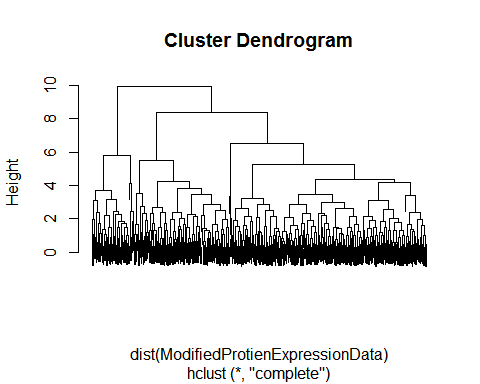 Cluster Dendrogram
Height
10
8
6
4
2
0
dist(ModifiedProtienExpressionData)
hclust (*, "complete")